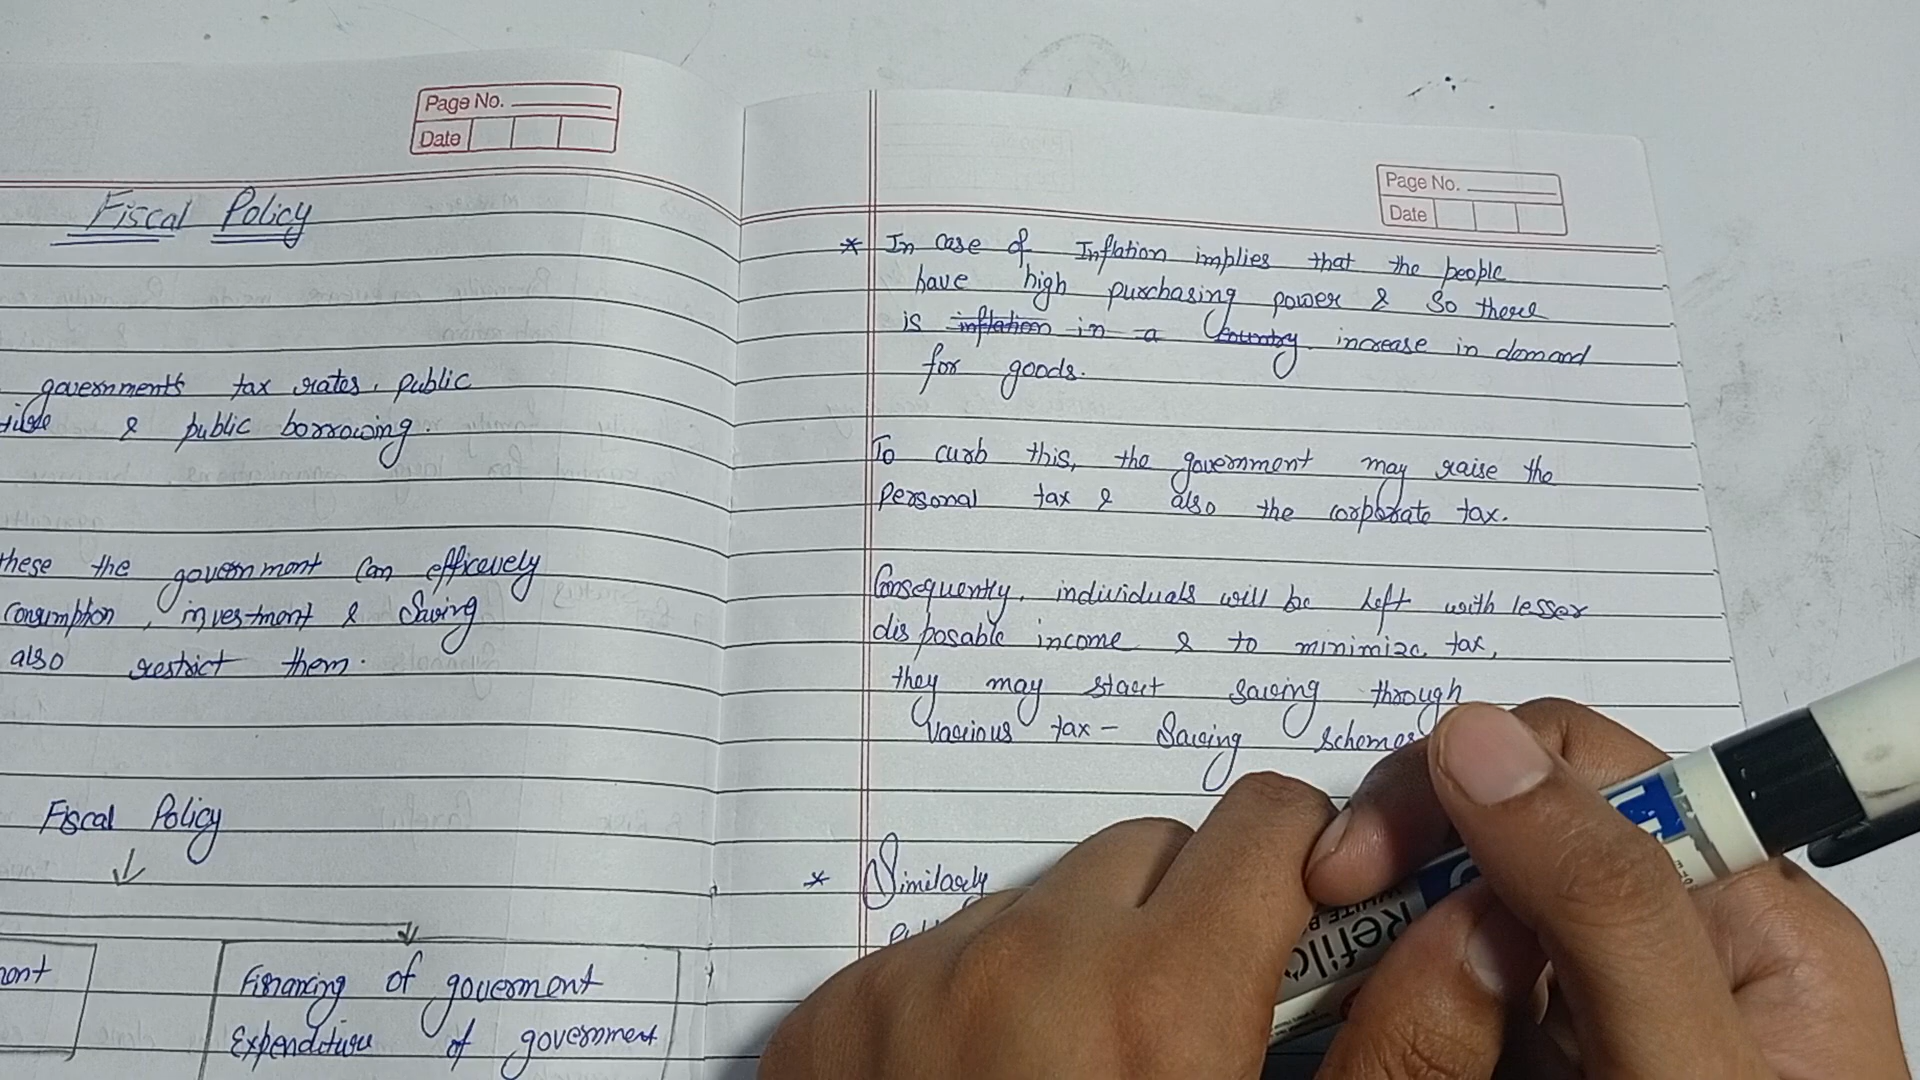 Page No.
Date
Fiscal Policy
governments tax rates, public
& public borrowing.
these the government can efficevely
consumption, investment & Saving
also restrict them.
Fiscal Policy
Financing of goverment
Expenditure of government
Page No.
Date
* In case of Inflation implies that the people
have high purchasing power & so there
is inflation in a Country increase in demand
for goods.
To curb this, the government may raise the
personal tax & also the corporate tax.
Consequently, individuals will be left with lesser
disposable income & to minimize tax,
they may start saving through
various tax - Saving schemes
* Similarly
Refilo
WHITE B